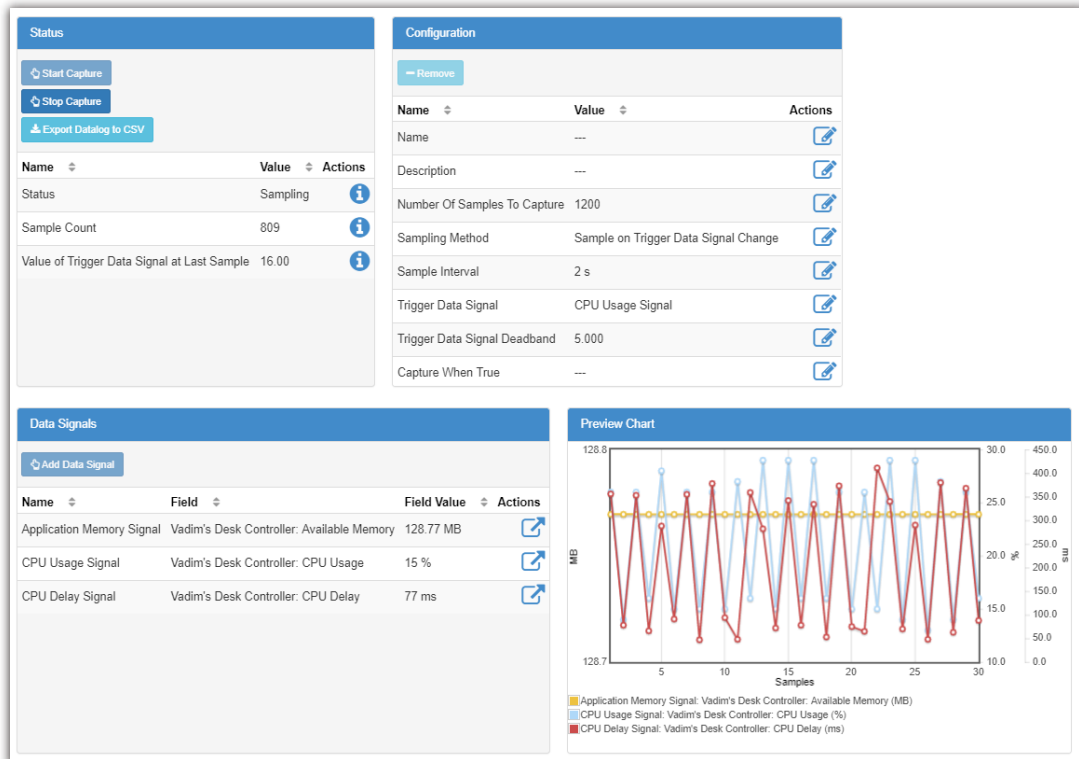 Status
Start Capture
Stop Capture
Export Datalog to CSV
Name Value Actions
Status Sampling
Sample Count 809
Value of Trigger Data Signal at Last Sample 16.00
Configuration
Remove
Name Value Actions
Name ---
Description ---
Number Of Samples To Capture 1200
Sampling Method Sample on Trigger Data Signal Change
Sample Interval 2 s
Trigger Data Signal CPU Usage Signal
Trigger Data Signal Deadband 5.000
Capture When True ---
Data Signals
Add Data Signal
Name Field Field Value Actions
Application Memory Signal Vadim's Desk Controller: Available Memory 128.77 MB
CPU Usage Signal Vadim's Desk Controller: CPU Usage 15 %
CPU Delay Signal Vadim's Desk Controller: CPU Delay 77 ms
Preview Chart
128.8
128.7
MB
30.0
25.0
20.0
15.0
10.0
%
450.0
400.0
350.0
300.0
250.0
200.0
150.0
100.0
50.0
0.0
ms
5 10 15 20 25 30
Samples
Application Memory Signal: Vadim's Desk Controller: Available Memory (MB)
CPU Usage Signal: Vadim's Desk Controller: CPU Usage (%)
CPU Delay Signal: Vadim's Desk Controller: CPU Delay (ms)